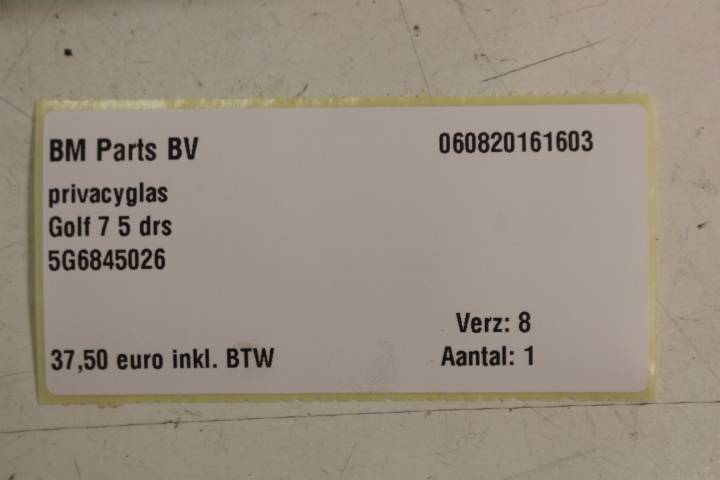 BM Parts BV 060820161603
privacyglas
Golf 7 5 drs
5G6845026
Verz: 8
37,50 euro inkl. BTW Aantal: 1